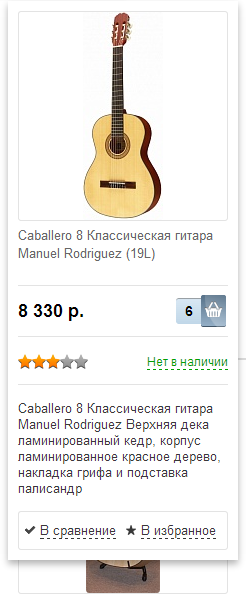 Caballero 8 Классическая гитара
Manuel Rodriguez (19L)
8 330 р.
6
Нет в наличии
Caballero 8 Классическая гитара
Manuel Rodriguez Верхняя дека
ламинированный кедр, корпус
ламинированное красное дерево,
накладка грифа и подставка
палисандр
В сравнение
В избранное